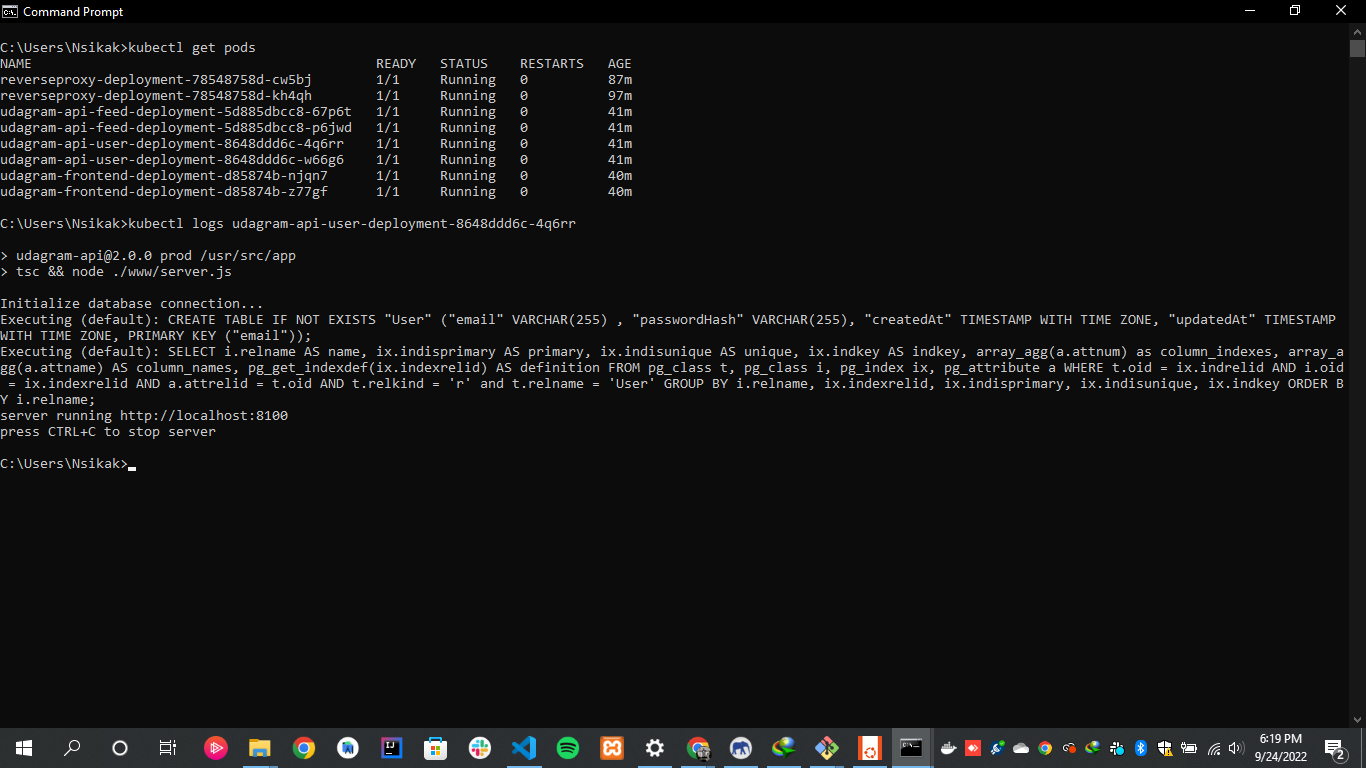 Command Prompt
C:\Users\Nsikak>kubectl get pods
NAME READY STATUS RESTARTS AGE
reverseproxy-deployment-78548758d-cw5bj 1/1 Running 0 87m
reverseproxy-deployment-78548758d-kh4qh 1/1 Running 0 97m
udagram-api-feed-deployment-5d885dbcc8-67p6t 1/1 Running 0 41m
udagram-api-feed-deployment-5d885dbcc8-p6jwd 1/1 Running 0 41m
udagram-api-user-deployment-8648ddd6c-4q6rr 1/1 Running 0 41m
udagram-api-user-deployment-8648ddd6c-w66g6 1/1 Running 0 41m
udagram-frontend-deployment-d85874b-njqn7 1/1 Running 0 40m
udagram-frontend-deployment-d85874b-z77gf 1/1 Running 0 40m
C:\Users\Nsikak>kubectl logs udagram-api-user-deployment-8648ddd6c-4q6rr
> udagram-api@2.0.0 prod /usr/src/app
> tsc && node ./www/server.js
Initialize database connection...
Executing (default): CREATE TABLE IF NOT EXISTS "User" ("email" VARCHAR(255) , "passwordHash" VARCHAR(255), "createdAt" TIMESTAMP WITH TIME ZONE, "updatedAt" TIMESTAMP
WITH TIME ZONE, PRIMARY KEY ("email"));
Executing (default): SELECT i.relname AS name, ix.indisprimary AS primary, ix.indisunique AS unique, ix.indkey AS indkey, array_agg(a.attnum) as column_indexes, array_a
gg(a.attname) AS column_names, pg_get_indexdef(ix.indexrelid) AS definition FROM pg_class t, pg_class i, pg_index ix, pg_attribute a WHERE t.oid = ix.indrelid AND i.oid
= ix.indexrelid AND a.attrelid = t.oid AND t.relkind = 'r' and t.relname = 'User' GROUP BY i.relname, ix.indexrelid, ix.indisprimary, ix.indisunique, ix.indkey ORDER B
Y i.relname;
server running http://localhost:8100
press CTRL+C to stop server
C:\Users\Nsikak>
6:19 PM
9/24/2022
2